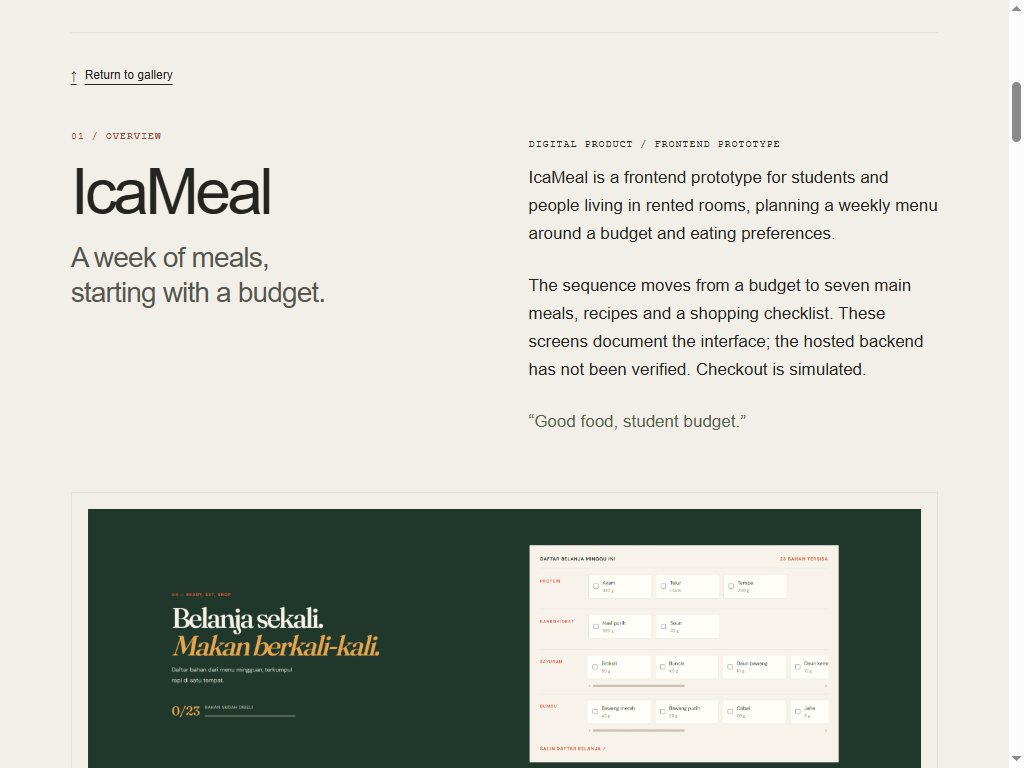 ↑ Return to gallery
01 / OVERVIEW
IcaMeal
A week of meals,
starting with a budget.
DIGITAL PRODUCT / FRONTEND PROTOTYPE
IcaMeal is a frontend prototype for students and
people living in rented rooms, planning a weekly menu
around a budget and eating preferences.
The sequence moves from a budget to seven main
meals, recipes and a shopping checklist. These
screens document the interface; the hosted backend
has not been verified. Checkout is simulated.
“Good food, student budget.”
Belanja sekali.
Makan berkali-kali.
Daftar bahan dari menu mingguan, terkumpul
rapi di satu tempat.
0/23 BAHAN SUDAH DIBELI
DAFTAR BELANJA MINGGU INI
23 BAHAN TERSISA
PROTEIN
Ayam
Telur
Tempe
KARBOHIDRAT
Nasi putih
Soun
SAYURAN
Brokoli
Buncis
Daun bawang
BUMBU
Bawang merah
Bawang putih
Cabai
Jahe
SALIN DAFTAR BELANJA